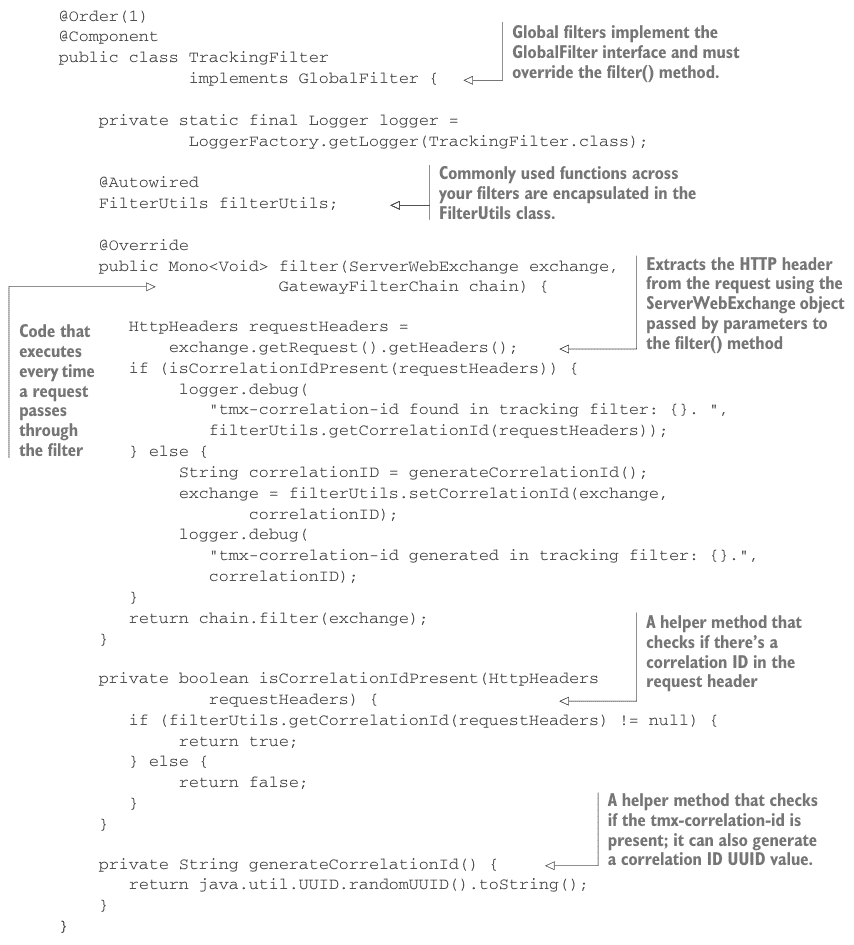 @Order(1)
@Component
public class TrackingFilter
implements GlobalFilter {
Global filters implement the
GlobalFilter interface and must
override the filter() method.
private static final Logger logger =
LoggerFactory.getLogger(TrackingFilter.class);
@Autowired
FilterUtils filterUtils;
Commonly used functions across
your filters are encapsulated in the
FilterUtils class.
@Override
public Mono<Void> filter(ServerWebExchange exchange,
GatewayFilterChain chain) {
Code that
executes
every time
a request
passes
through
the filter
Extracts the HTTP header
from the request using the
ServerWebExchange object
passed by parameters to
the filter() method
HttpHeaders requestHeaders =
exchange.getRequest().getHeaders();
if (isCorrelationIdPresent(requestHeaders)) {
logger.debug(
"tmx-correlation-id found in tracking filter: {}. ",
filterUtils.getCorrelationId(requestHeaders));
} else {
String correlationID = generateCorrelationId();
exchange = filterUtils.setCorrelationId(exchange,
correlationID);
logger.debug(
"tmx-correlation-id generated in tracking filter: {}.",
correlationID);
}
return chain.filter(exchange);
}
A helper method that
checks if there's a
correlation ID in the
request header
private boolean isCorrelationIdPresent(HttpHeaders
requestHeaders) {
if (filterUtils.getCorrelationId(requestHeaders) != null) {
return true;
} else {
return false;
}
}
A helper method that checks
if the tmx-correlation-id is
present; it can also generate
a correlation ID UUID value.
private String generateCorrelationId() {
return java.util.UUID.randomUUID().toString();
}
}